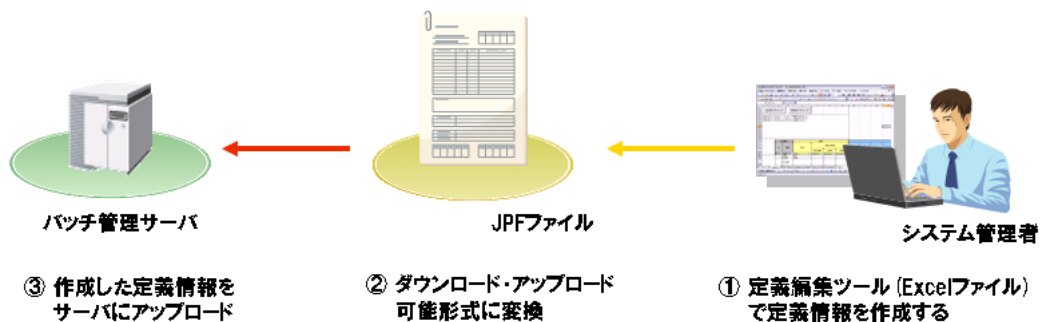 バッチ管理サーバ
JPFファイル
システム管理者
③ 作成した定義情報を
サーバにアップロード
② ダウンロード・アップロード
可能形式に変換
① 定義編集ツール(Excelファイル)
で定義情報を作成する